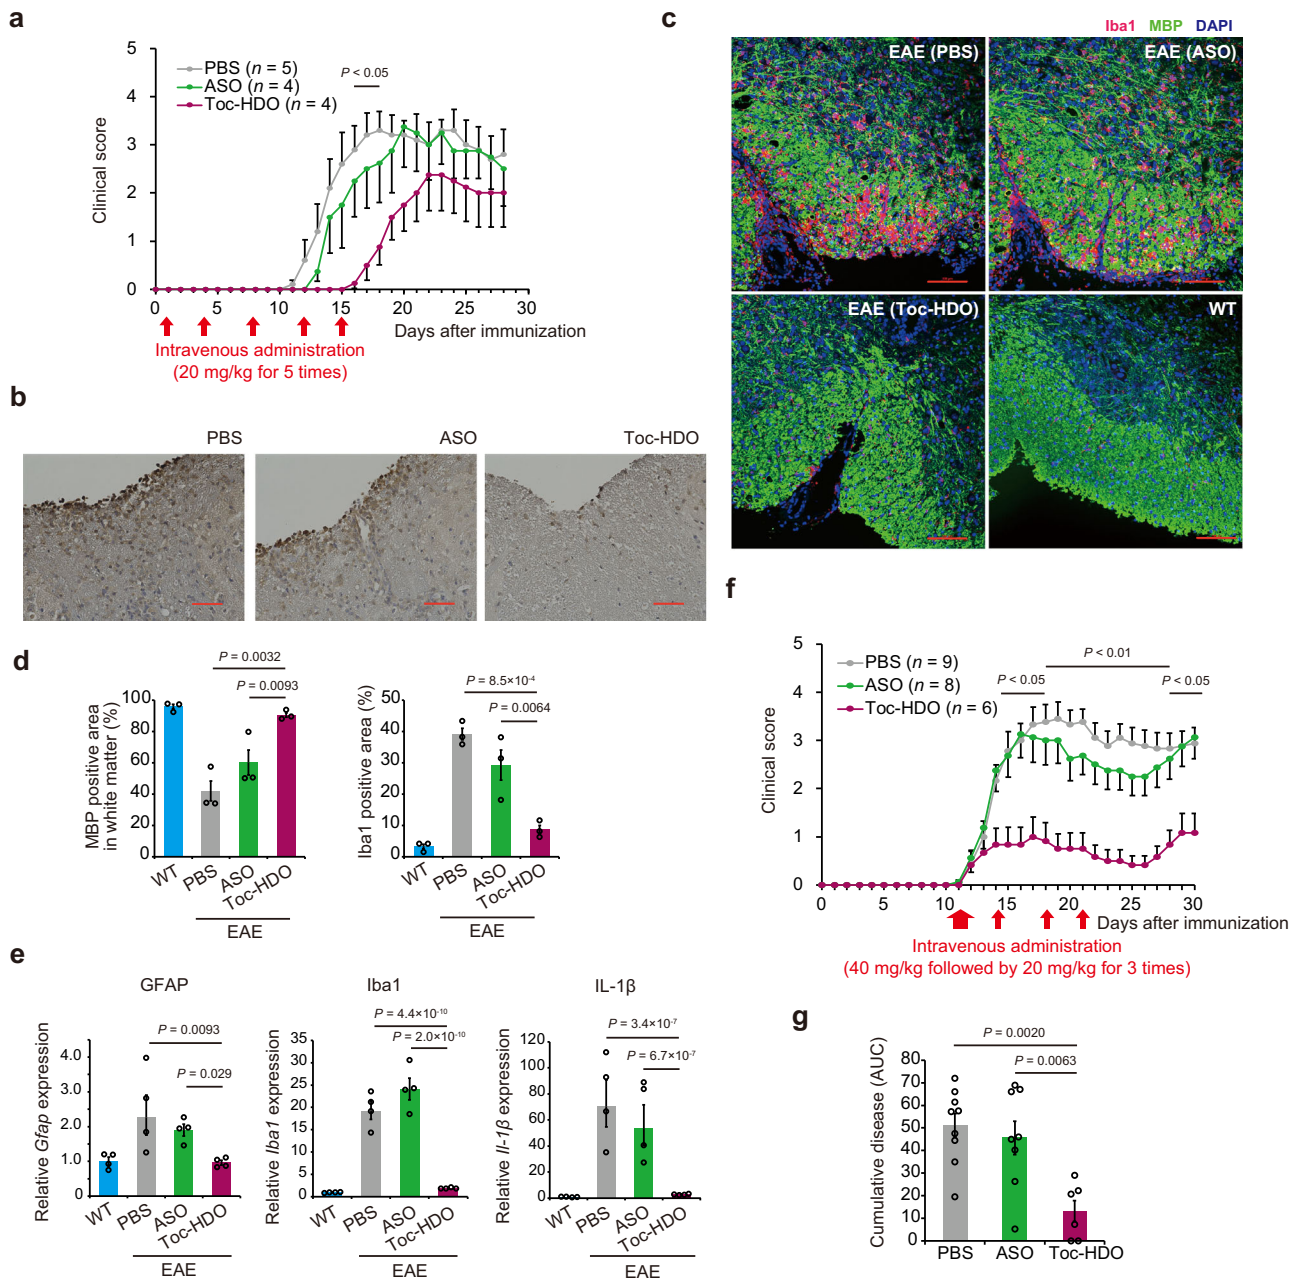 a
5
4
3
2
1
0
Clinical score
PBS (n = 5)
ASO (n = 4)
Toc-HDO (n = 4)
P < 0.05
0 5 10 15 20 25 30
Days after immunization
Intravenous administration
(20 mg/kg for 5 times)
b
PBS ASO Toc-HDO
c
Iba1 MBP DAPI
EAE (PBS)
EAE (ASO)
EAE (Toc-HDO)
WT
d
P = 0.0032
P = 0.0093
100
80
60
40
20
0
MBP positive area
in white matter (%)
WT PBS ASO Toc-HDO
EAE
P = 8.5×10-4
P = 0.0064
50
40
30
20
10
0
Iba1 positive area (%)
WT PBS ASO Toc-HDO
EAE
e
GFAP
P = 0.0093
P = 0.029
4.0
3.0
2.0
1.0
0
Relative Gfap expression
WT PBS ASO Toc-HDO
EAE
Iba1
P = 4.4×10-10
P = 2.0×10-10
35
30
25
20
15
10
5
0
Relative Iba1 expression
WT PBS ASO Toc-HDO
EAE
IL-1β
P = 3.4×10-7
P = 6.7×10-7
120
100
80
60
40
20
0
Relative Il-1β expression
WT PBS ASO Toc-HDO
EAE
f
5
4
3
2
1
0
Clinical score
PBS (n = 9)
ASO (n = 8)
Toc-HDO (n = 6)
P < 0.01
P < 0.05
P < 0.05
0 5 10 15 20 25 30
Days after immunization
Intravenous administration
(40 mg/kg followed by 20 mg/kg for 3 times)
g
P = 0.0020
P = 0.0063
80
70
60
50
40
30
20
10
0
Cumulative disease (AUC)
PBS ASO Toc-HDO